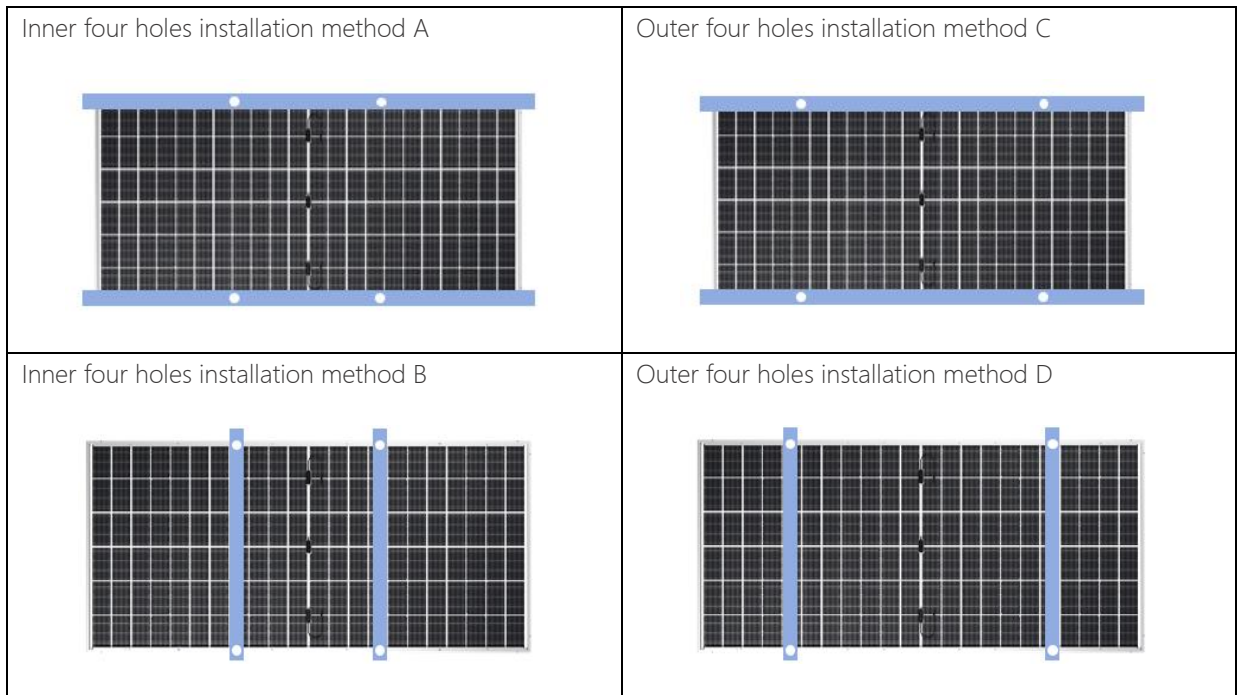 Inner four holes installation method A
Outer four holes installation method C
Inner four holes installation method B
Outer four holes installation method D